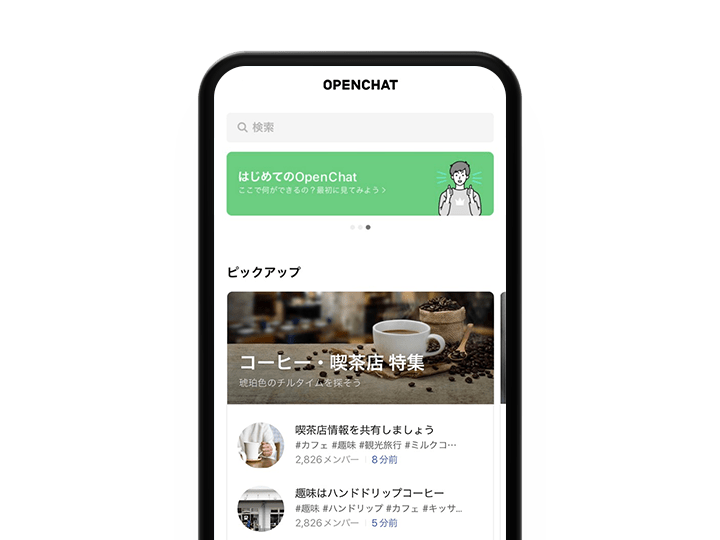 OPENCHAT
検索
はじめてのOpenChat
ここで何ができるの？最初に見てみよう >
ピックアップ
コーヒー・喫茶店 特集
琥珀色のチルタイムを探そう
喫茶店情報を共有しましょう
#カフェ #趣味 #観光旅行 #ミルクコ…
2,826メンバー | 8分前
趣味はハンドドリップコーヒー
#趣味 #ハンドリップ #カフェ #キッサ...
2,826メンバー | 5分前